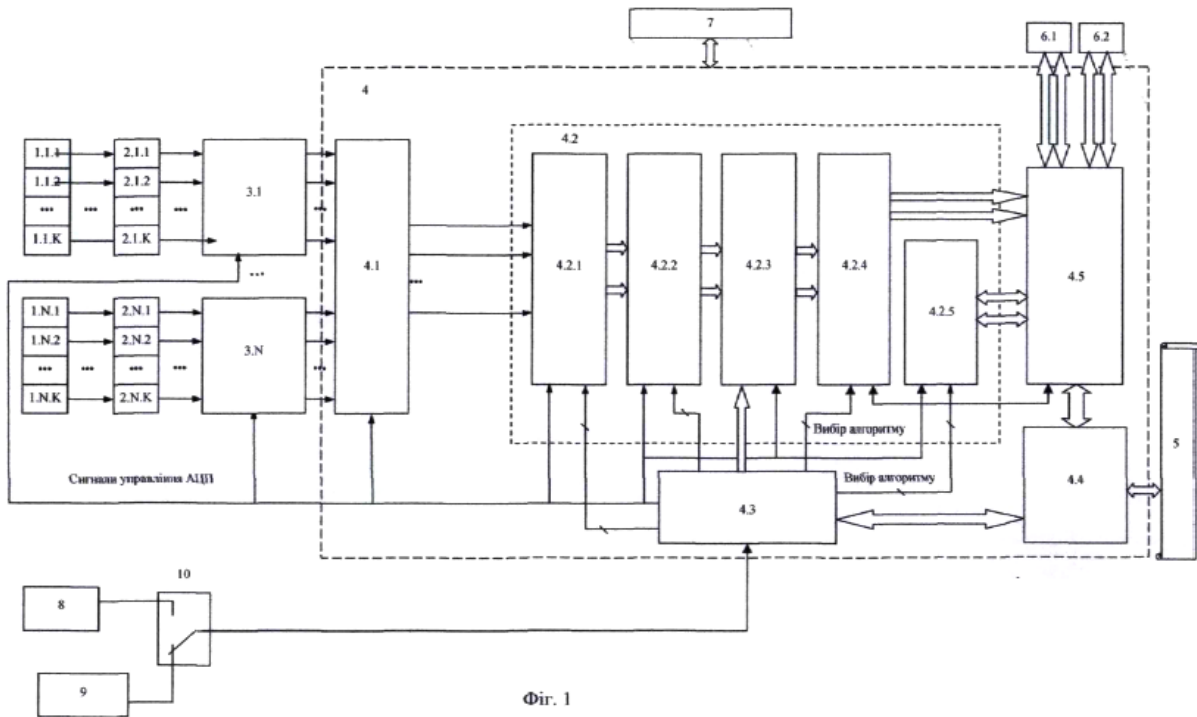 7
6.1 6.2
4
4.2
1.1.1 2.1.1
1.1.2 2.1.2
... ... ... ... ...
1.1.K 2.1.K
3.1
4.1
...
4.2.1 4.2.2 4.2.3 4.2.4
4.2.5
4.5
...
1.N.1 2.N.1
1.N.2 2.N.2
... ... ... ... ...
1.N.K 2.N.K
3.N
Вибір алгоритму
Сигнали управління АЦП
Вибір алгоритму
4.3
4.4
5
10
8
9
Фіг. 1